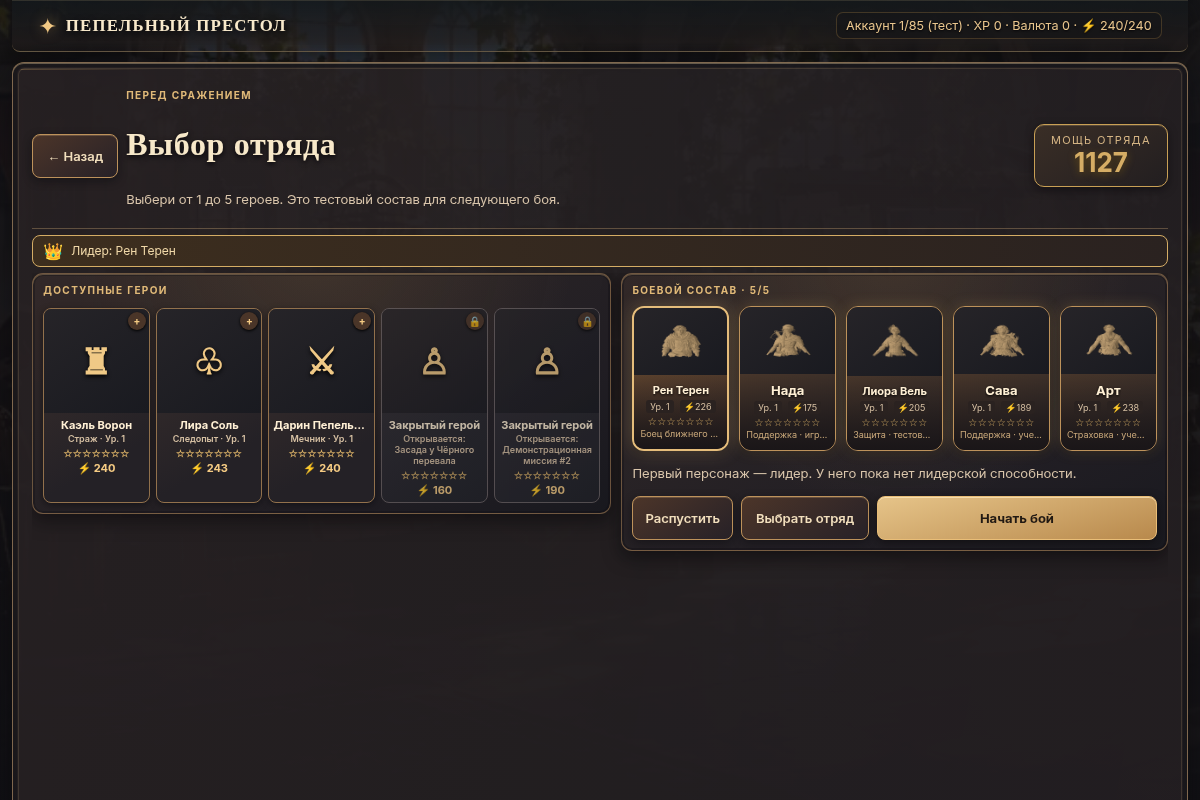 ПЕПЕЛЬНЫЙ ПРЕСТОЛ
Аккаунт 1/85 (тест) · XP 0 · Валюта 0 · ⚡ 240/240
ПЕРЕД СРАЖЕНИЕМ
← Назад
Выбор отряда
МОЩЬ ОТРЯДА
1127
Выбери от 1 до 5 героев. Это тестовый состав для следующего боя.
👑 Лидер: Рен Терен
ДОСТУПНЫЕ ГЕРОИ
+
Каэль Ворон
Страж · Ур. 1
☆☆☆☆☆☆☆
⚡ 240
+
Лира Соль
Следопыт · Ур. 1
☆☆☆☆☆☆☆
⚡ 243
+
Дарин Пепель...
Мечник · Ур. 1
☆☆☆☆☆☆☆
⚡ 240
Закрытый герой
Открывается:
Засада у Чёрного
перевала
☆☆☆☆☆☆☆
⚡ 160
Закрытый герой
Открывается:
Демонстрационная
миссия #2
☆☆☆☆☆☆☆
⚡ 190
БОЕВОЙ СОСТАВ · 5/5
Рен Терен
Ур. 1 ⚡226
☆☆☆☆☆☆☆
Боец ближнего ...
Нада
Ур. 1 ⚡175
☆☆☆☆☆☆☆
Поддержка · игр...
Лиора Вель
Ур. 1 ⚡205
☆☆☆☆☆☆☆
Защита · тестов...
Сава
Ур. 1 ⚡189
☆☆☆☆☆☆☆
Поддержка · уче...
Арт
Ур. 1 ⚡238
☆☆☆☆☆☆☆
Страховка · уче...
Первый персонаж — лидер. У него пока нет лидерской способности.
Распустить
Выбрать отряд
Начать бой